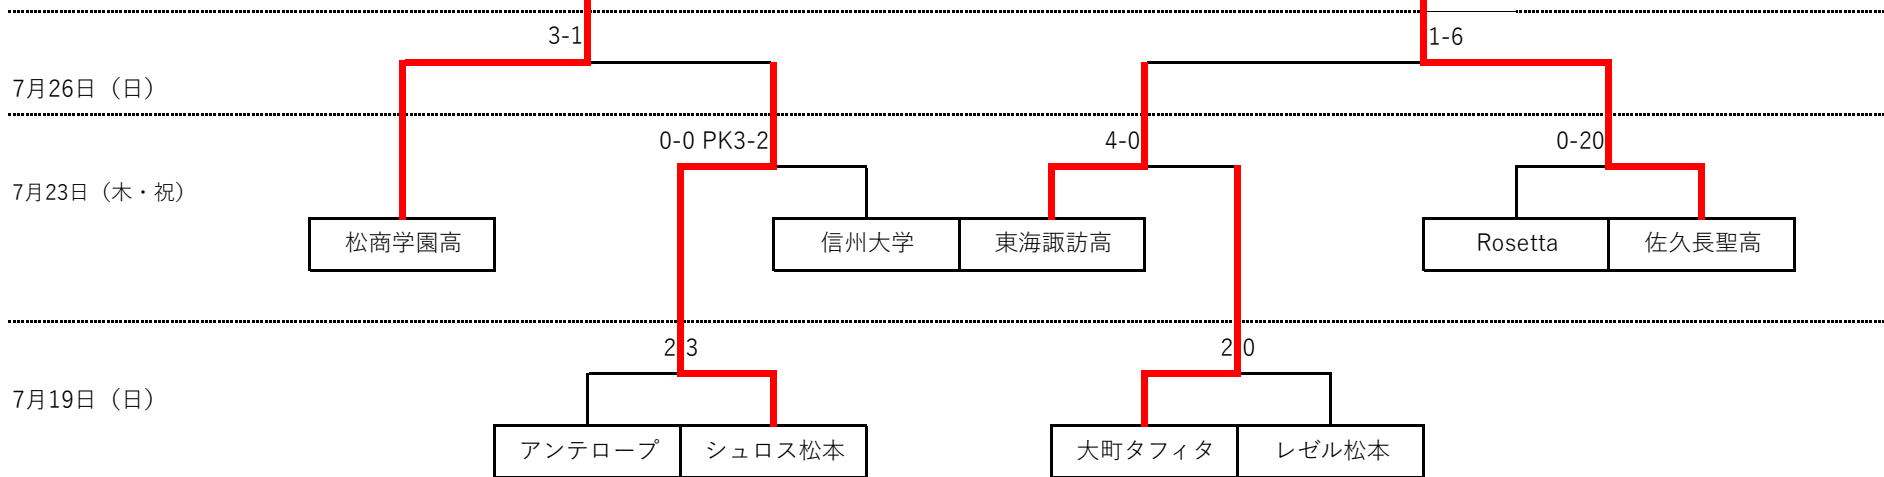 3-1
1-6
7月26日（日）
0-0 PK3-2
4-0
0-20
7月23日（木・祝）
松商学園高
信州大学
東海諏訪高
Rosetta
佐久長聖高
2-3
2-0
7月19日（日）
アンテロープ
シュロス松本
大町タフィタ
レゼル松本